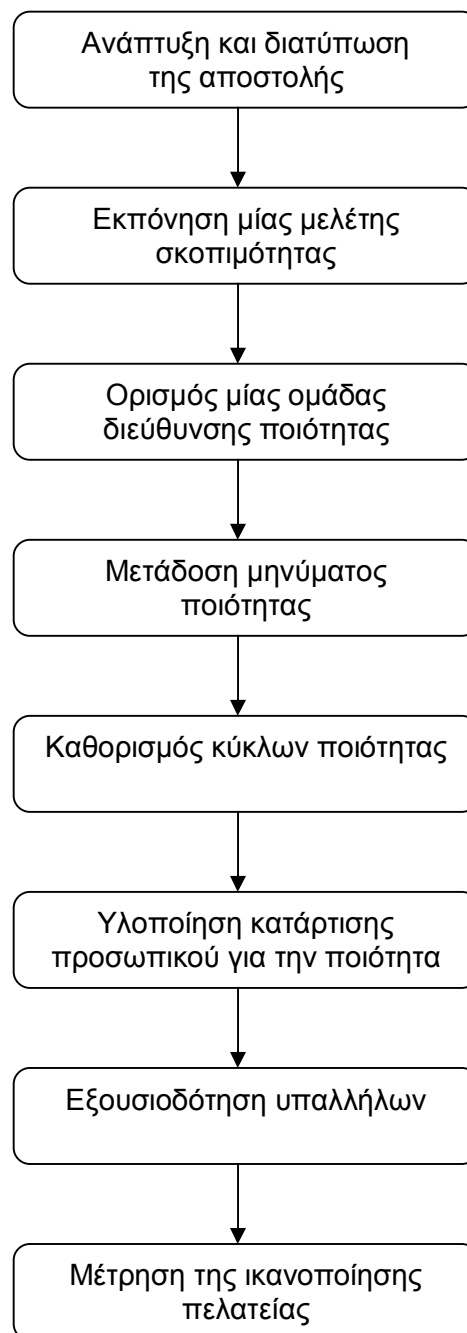 Ανάπτυξη και διατύπωση
της αποστολής
Εκπόνηση μίας μελέτης
σκοπιμότητας
Ορισμός μίας ομάδας
διεύθυνσης ποιότητας
Μετάδοση μηνύματος
ποιότητας
Καθορισμός κύκλων ποιότητας
Υλοποίηση κατάρτισης
προσωπικού για την ποιότητα
Εξουσιοδότηση υπαλλήλων
Μέτρηση της ικανοποίησης
πελατείας